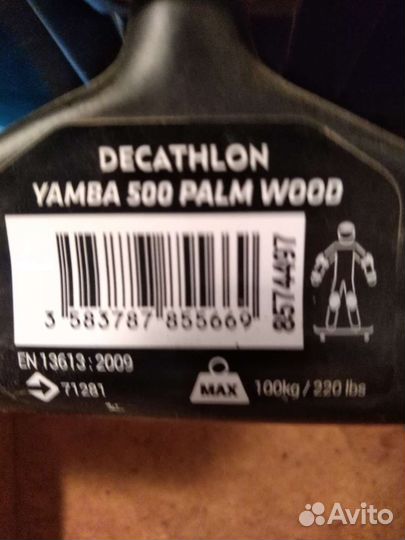 DECATHLON
YAMBA 500 PALM WOOD
3 583787 855669
8574497
EN 13613 : 2009
71281
MAX
100kg / 220 lbs
Avito